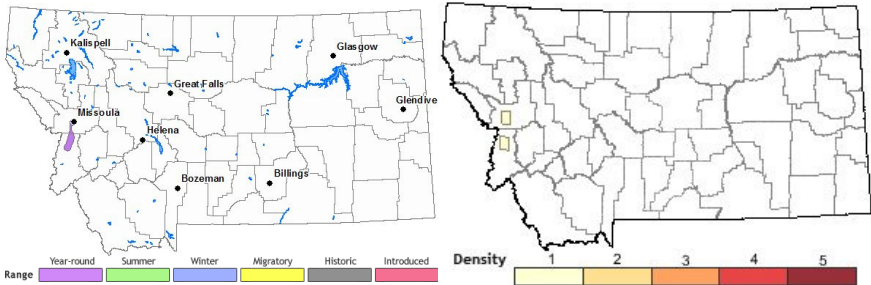 Kalispell
Glasgow
Great Falls
Glendive
Missoula
Helena
Bozeman
Billings
Range
Year-round
Summer
Winter
Migratory
Historic
Introduced
Density
1
2
3
4
5